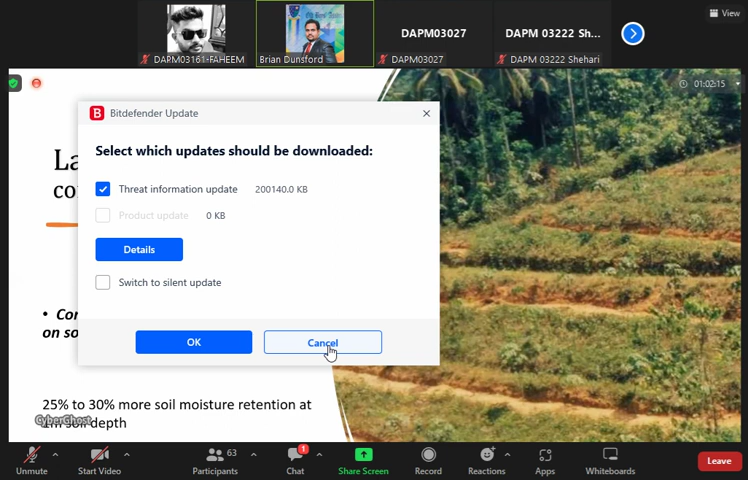 View
DAPM03027
DAPM 03222 Sh...
DAPM03161-FAHEEM
Brian Dunsford
DAPM03027
DAPM 03222 Shehari
01:02:15
B Bitdefender Update
La
Select which updates should be downloaded:
con
Threat information update 200140.0 KB
Product update 0 KB
Details
Switch to silent update
• Con
on so
OK
Cancel
25% to 30% more soil moisture retention at
1m soil depth
CyberGhost
63
1
Unmute
Start Video
Participants
Chat
Share Screen
Record
Reactions
Apps
Whiteboards
Leave